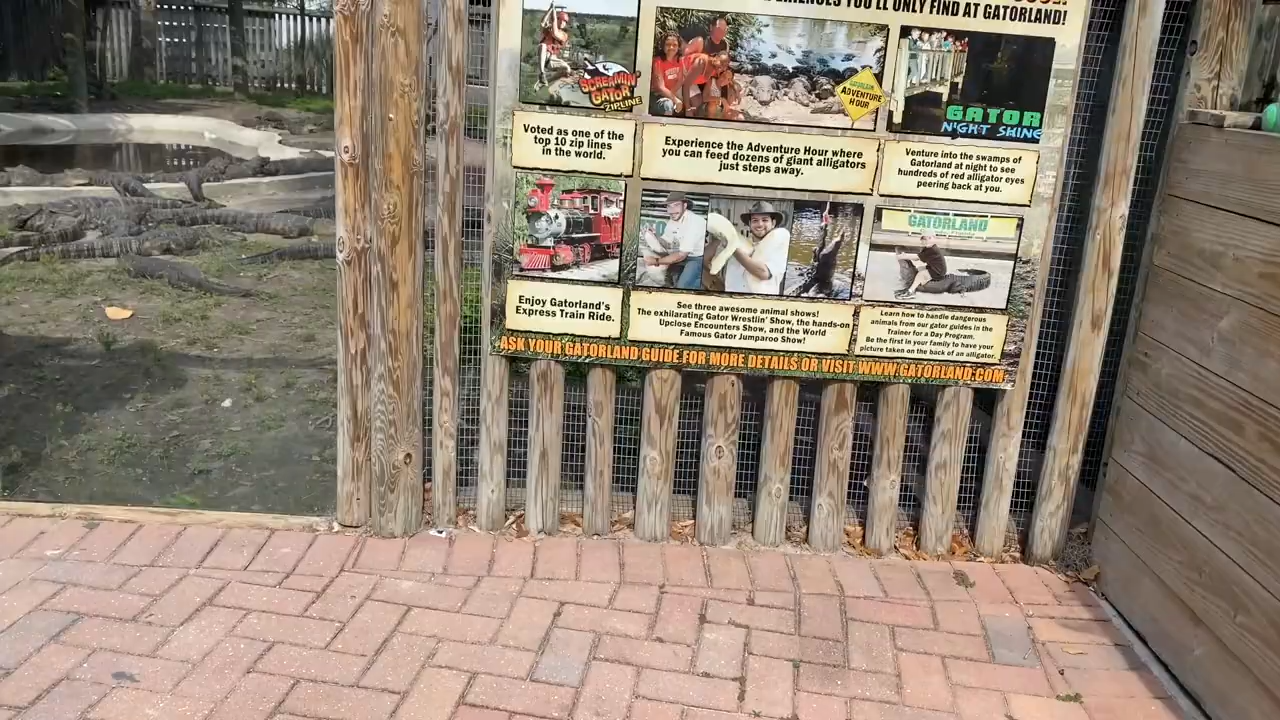 YOU'LL ONLY FIND AT GATORLAND!
SCREAMIN'
GATOR
ZIPLINE
ADVENTURE
HOUR
GATOR
NIGHT SHINE
Voted as one of the
top 10 zip lines
in the world.
Experience the Adventure Hour where
you can feed dozens of giant alligators
just steps away.
Venture into the swamps of
Gatorland at night to see
hundreds of red alligator eyes
peering back at you.
GATORLAND
Enjoy Gatorland's
Express Train Ride.
See three awesome animal shows!
The exhilarating Gator Wrestlin' Show, the hands-on
Upclose Encounters Show, and the World
Famous Gator Jumparoo Show!
Learn how to handle dangerous
animals from our gator guides in the
Trainer for a Day Program.
Be the first in your family to have your
picture taken on the back of an alligator.
ASK YOUR GATORLAND GUIDE FOR MORE DETAILS OR VISIT WWW.GATORLAND.COM